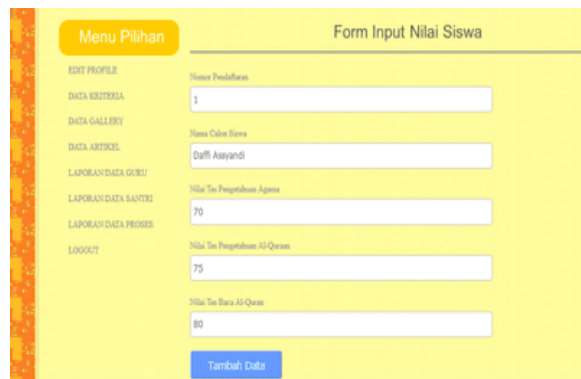 Menu Pilihan
EDIT PROFILE
DATA KRITERIA
DATA GALLERY
DATA ARTIKEL
LAPORAN DATA GURU
LAPORAN DATA SANTRI
LAPORAN DATA PROSES
LOGOUT
Form Input Nilai Siswa
Nomor Pendaftaran
1
Nama Calon Siswa
Daffi Assyandi
Nilai Tes Pengetahuan Agama
70
Nilai Tes Pengetahuan Al-Quraan
75
Nilai Tes Baca Al-Quran
80
Tambah Data